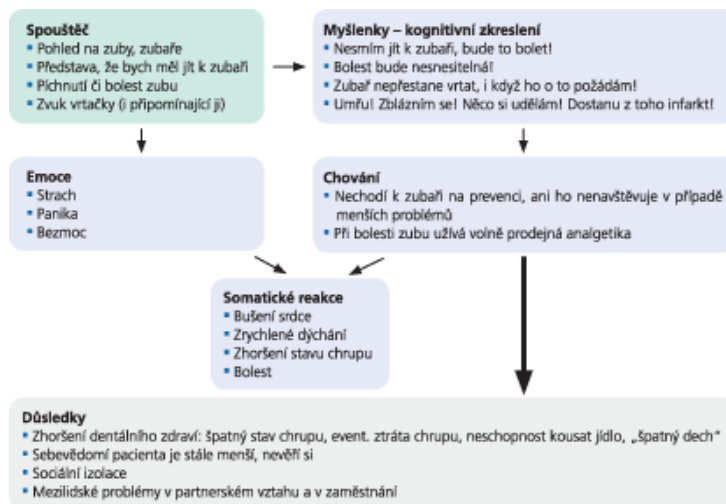 Spouštěč
▪ Pohled na zuby, zubaře
▪ Představa, že bych měl jít k zubaři
▪ Píchnutí či bolest zubu
▪ Zvuk vrtačky (i připomínající ji)
Myšlenky – kognitivní zkreslení
▪ Nesmím jít k zubaři, bude to bolet!
▪ Bolest bude nesnesitelná!
▪ Zubař nepřestane vrtat, i když ho o to požádám!
▪ Umřu! Zblázním se! Něco si udělám! Dostanu z toho infarkt!
Emoce
▪ Strach
▪ Panika
▪ Bezmoc
Chování
▪ Nechodí k zubaři na prevenci, ani ho nenavštěvuje v případě
menších problémů
▪ Při bolesti zubu užívá volně prodejná analgetika
Somatické reakce
▪ Bušení srdce
▪ Zrychlené dýchání
▪ Zhoršení stavu chrupu
▪ Bolest
Důsledky
▪ Zhoršení dentálního zdraví: špatný stav chrupu, event. ztráta chrupu, neschopnost kousat jídlo, „špatný dech“
▪ Sebevědomí pacienta je stále menší, nevěří si
▪ Sociální izolace
▪ Mezilidské problémy v partnerském vztahu a v zaměstnání